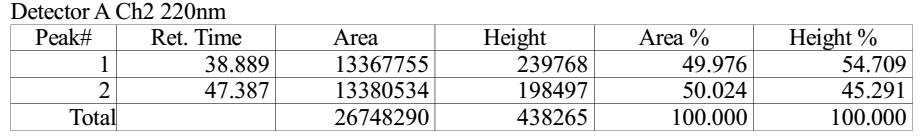 Detector A Ch2 220nm
Peak# Ret. Time Area Height Area % Height %
1 38.889 13367755 239768 49.976 54.709
2 47.387 13380534 198497 50.024 45.291
Total 26748290 438265 100.000 100.000